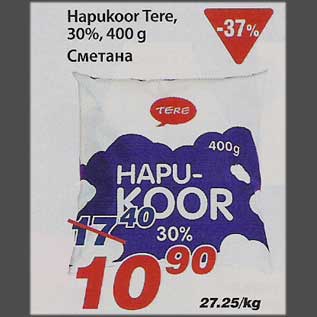 Hapukoor Tere,
30%, 400 g
Сметана
-37%
TERE
400g
HAPU-
KOOR
30%
17 40
10 90
27.25/kg